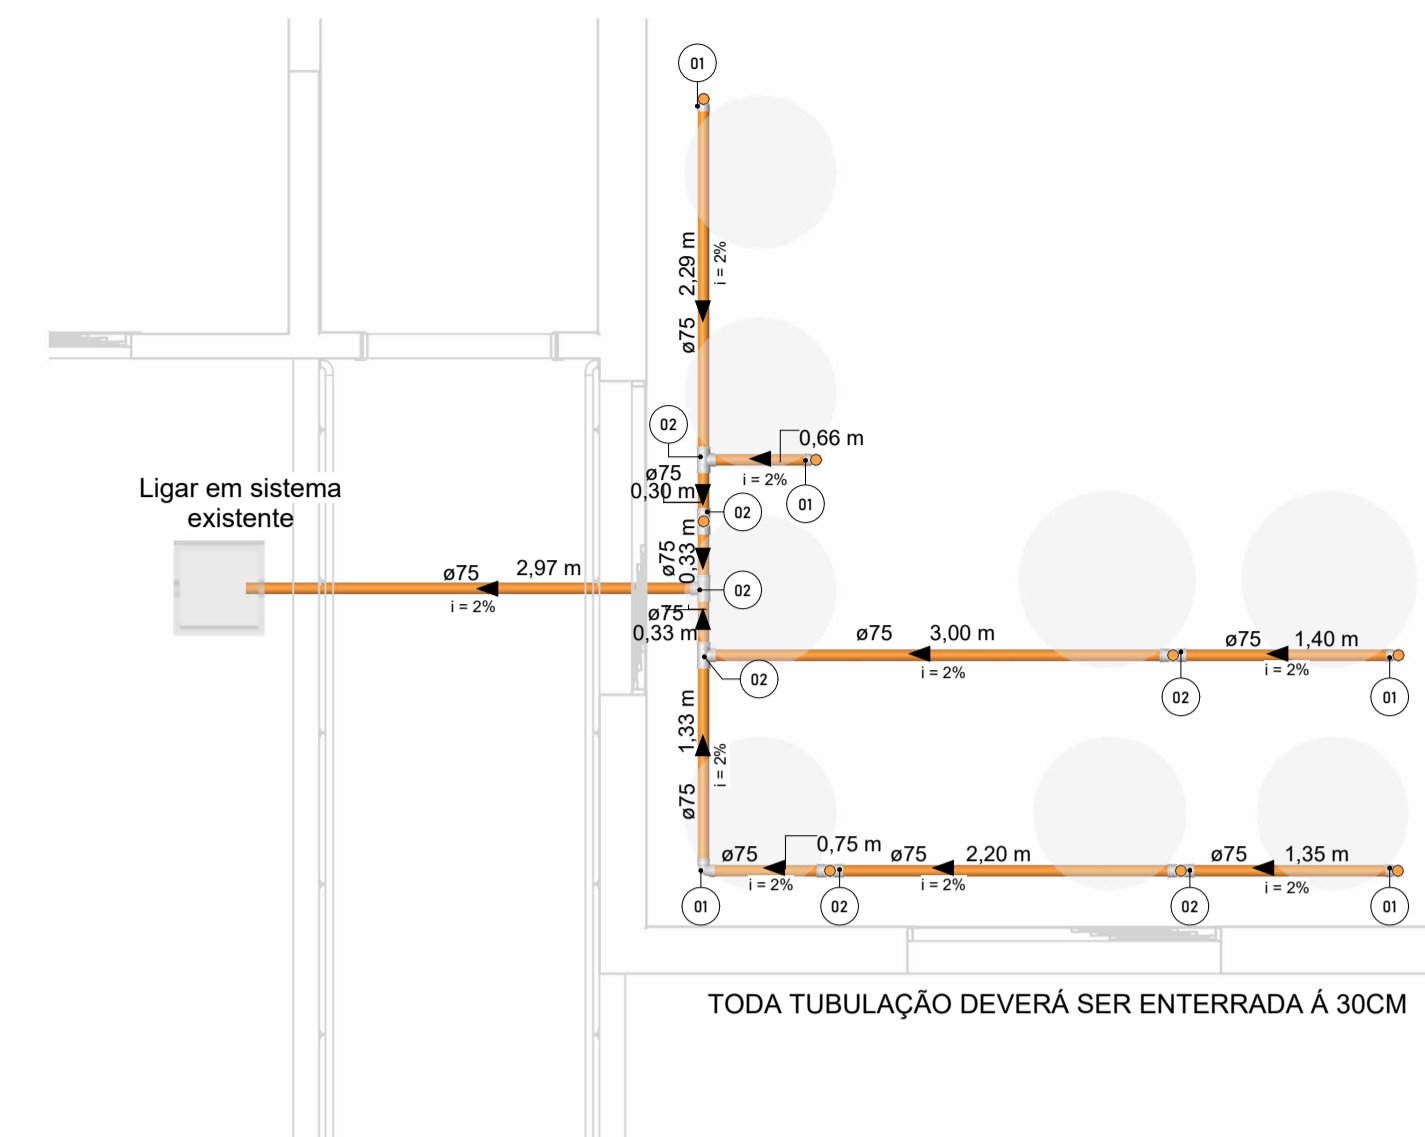 01
2,29 m
i = 2%
ø75
02
0,66 m
i = 2%
01
ø75
0,30 m
02
0,33 m
ø75
02
Ligar em sistema
existente
ø75
2,97 m
i = 2%
ø75
0,33 m
02
ø75
3,00 m
i = 2%
02
ø75
1,40 m
i = 2%
01
1,33 m
i = 2%
ø75
ø75
0,75 m
i = 2%
01
02
ø75
2,20 m
i = 2%
02
ø75
1,35 m
i = 2%
01
TODA TUBULAÇÃO DEVERÁ SER ENTERRADA Á 30CM